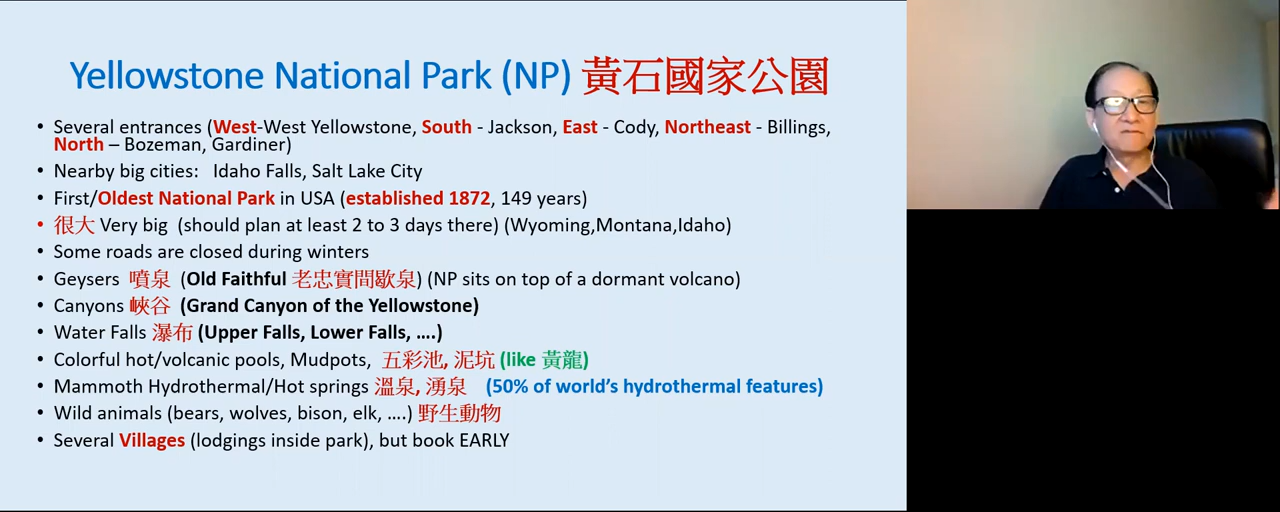 Yellowstone National Park (NP) 黃石國家公園
• Several entrances (West-West Yellowstone, South - Jackson, East - Cody, Northeast - Billings,
North – Bozeman, Gardiner)
• Nearby big cities: Idaho Falls, Salt Lake City
• First/Oldest National Park in USA (established 1872, 149 years)
• 很大 Very big (should plan at least 2 to 3 days there) (Wyoming,Montana,Idaho)
• Some roads are closed during winters
• Geysers 噴泉 (Old Faithful 老忠實間歇泉) (NP sits on top of a dormant volcano)
• Canyons 峽谷 (Grand Canyon of the Yellowstone)
• Water Falls 瀑布 (Upper Falls, Lower Falls, ….)
• Colorful hot/volcanic pools, Mudpots, 五彩池, 泥坑 (like 黃龍)
• Mammoth Hydrothermal/Hot springs 溫泉, 湧泉 (50% of world’s hydrothermal features)
• Wild animals (bears, wolves, bison, elk, ….) 野生動物
• Several Villages (lodgings inside park), but book EARLY